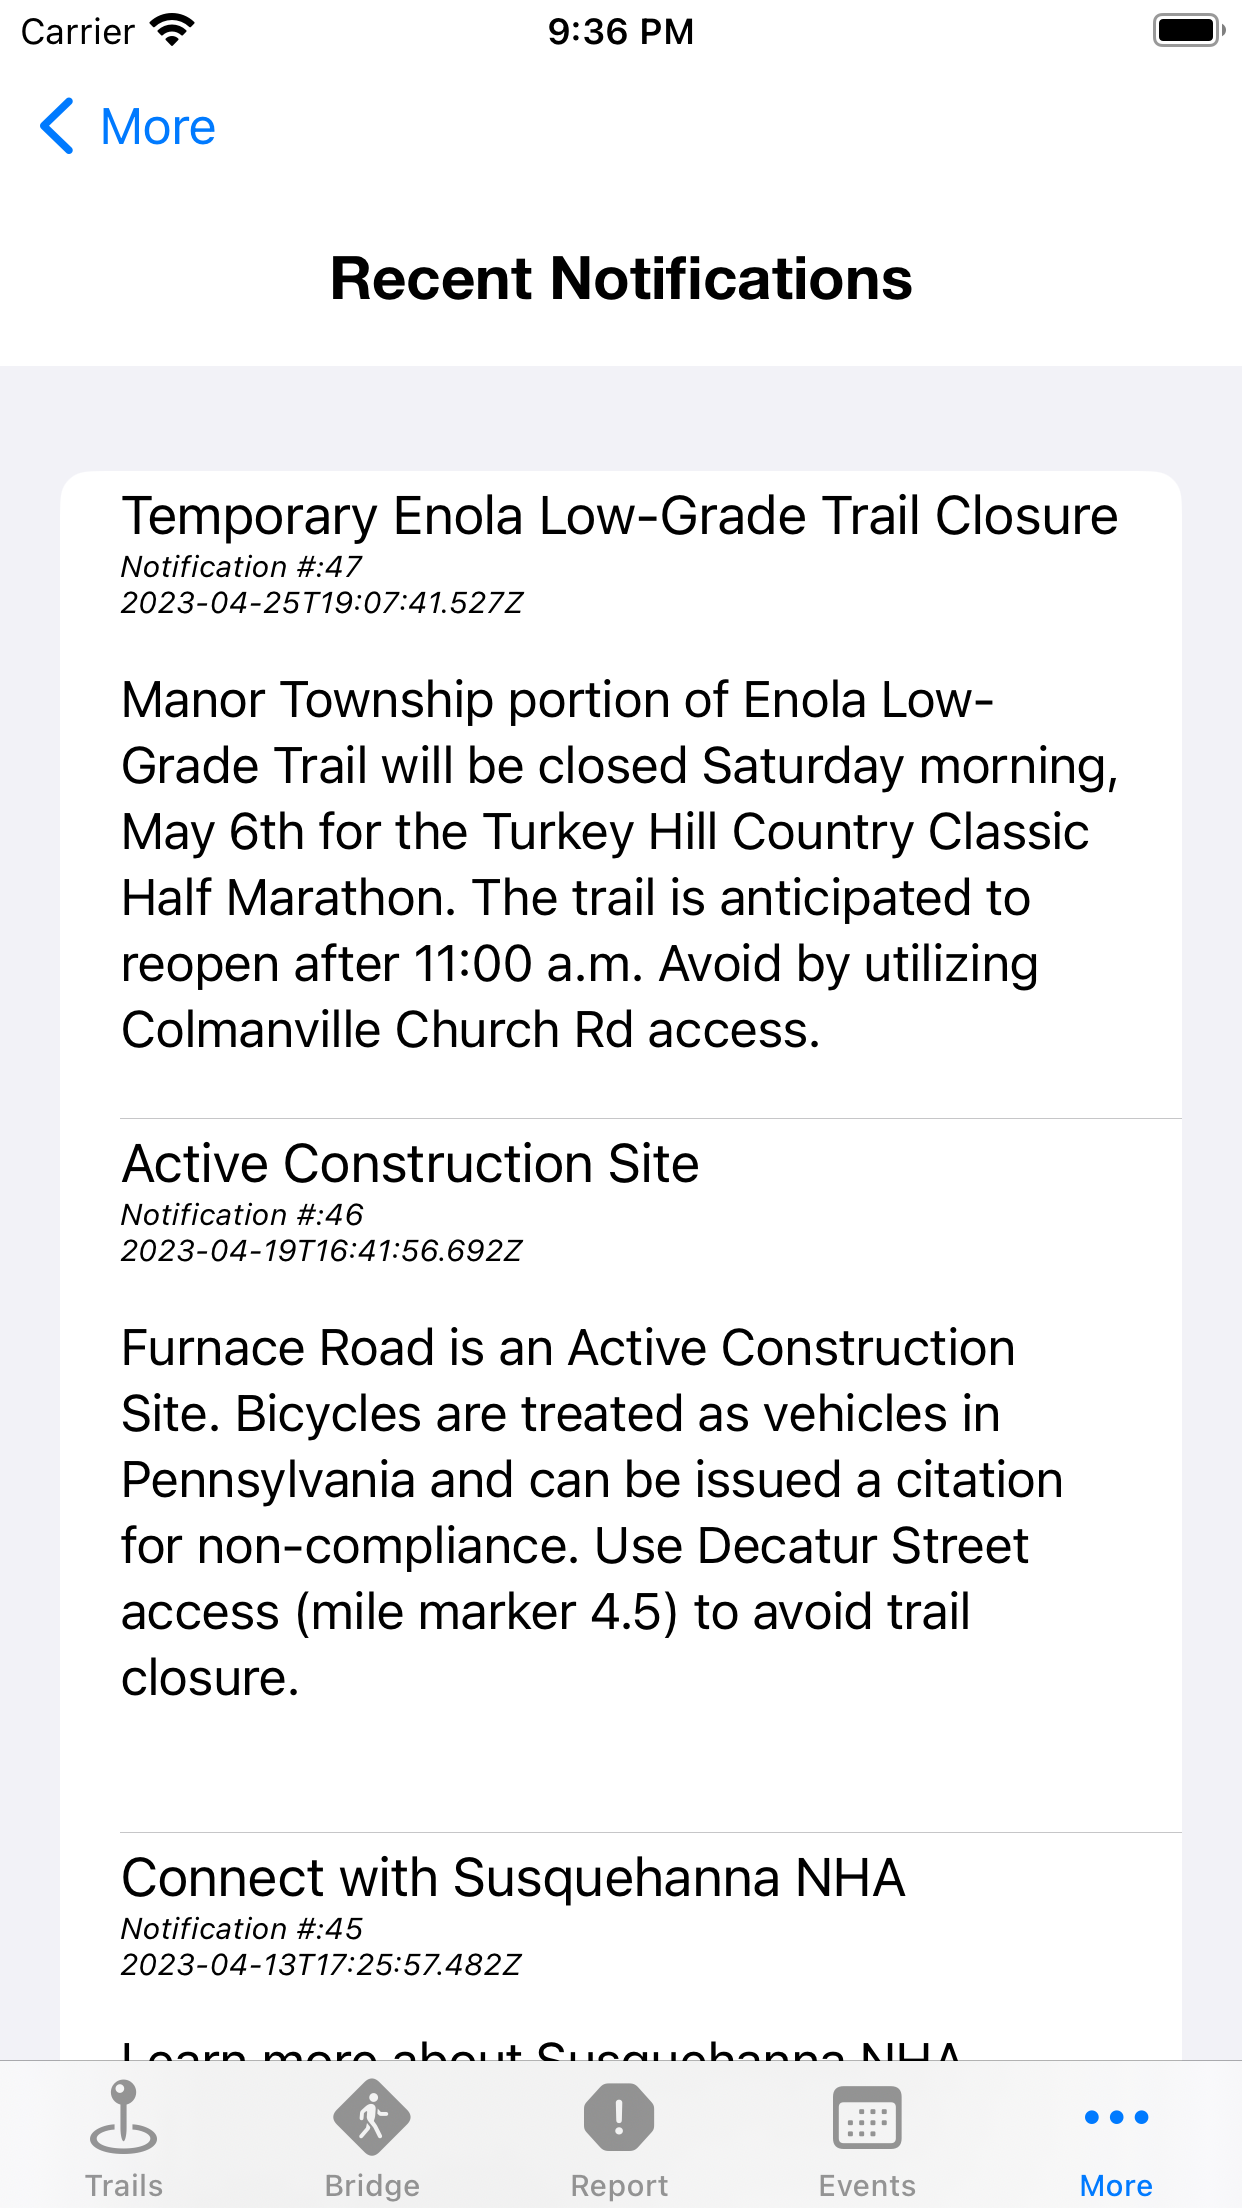 Carrier 9:36 PM
More
Recent Notifications
Temporary Enola Low-Grade Trail Closure
Notification #:47
2023-04-25T19:07:41.527Z
Manor Township portion of Enola Low-
Grade Trail will be closed Saturday morning,
May 6th for the Turkey Hill Country Classic
Half Marathon. The trail is anticipated to
reopen after 11:00 a.m. Avoid by utilizing
Colmanville Church Rd access.
Active Construction Site
Notification #:46
2023-04-19T16:41:56.692Z
Furnace Road is an Active Construction
Site. Bicycles are treated as vehicles in
Pennsylvania and can be issued a citation
for non-compliance. Use Decatur Street
access (mile marker 4.5) to avoid trail
closure.
Connect with Susquehanna NHA
Notification #:45
2023-04-13T17:25:57.482Z
Learn more about Susquehanna NHA
Trails Bridge Report Events More